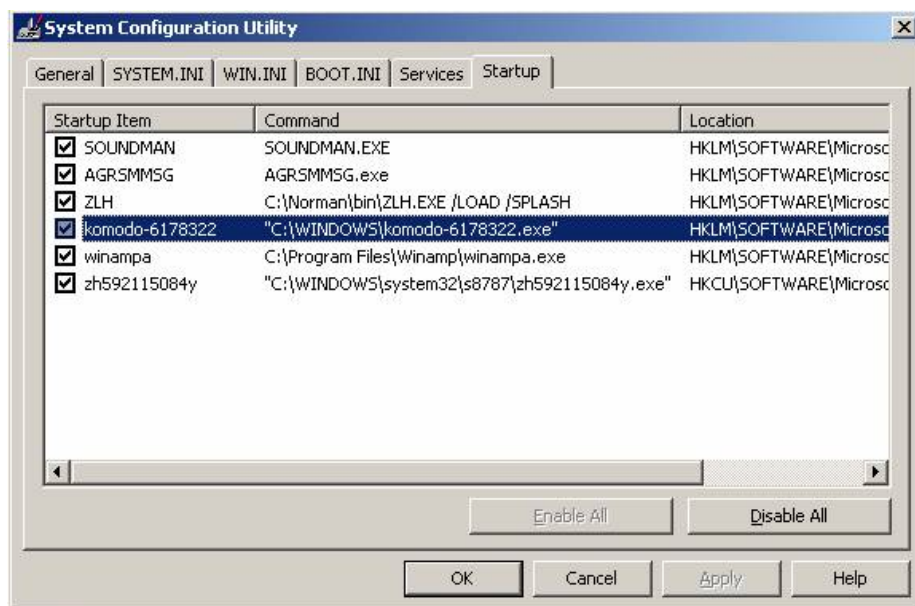 System Configuration Utility
General SYSTEM.INI WIN.INI BOOT.INI Services Startup
Startup Item Command Location
SOUNDMAN SOUNDMAN.EXE HKLM\SOFTWARE\Microsc
AGRSMMSG AGRSMMSG.exe HKLM\SOFTWARE\Microsc
ZLH C:\Norman\bin\ZLH.EXE /LOAD /SPLASH HKLM\SOFTWARE\Microsc
komodo-6178322 "C:\WINDOWS\komodo-6178322.exe" HKLM\SOFTWARE\Microsc
winampa C:\Program Files\Winamp\winampa.exe HKLM\SOFTWARE\Microsc
zh592115084y "C:\WINDOWS\system32\s8787\zh592115084y.exe" HKCU\SOFTWARE\Microsc
Enable All Disable All
OK Cancel Apply Help